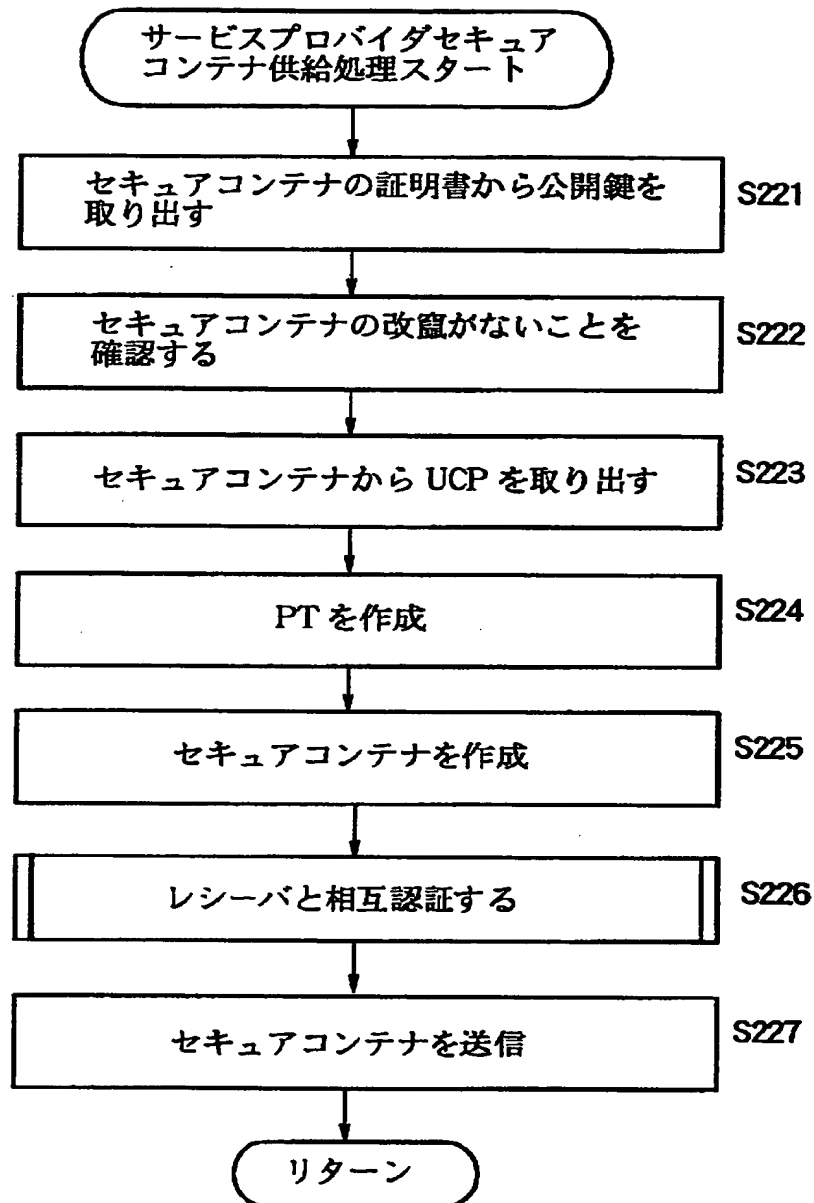 サービスプロバイダセキュア
コンテナ供給処理スタート
セキュアコンテナの証明書から公開鍵を
取り出す
S221
セキュアコンテナの改竄がないことを
確認する
S222
セキュアコンテナから UCP を取り出す
S223
PT を作成
S224
セキュアコンテナを作成
S225
レシーバと相互認証する
S226
セキュアコンテナを送信
S227
リターン